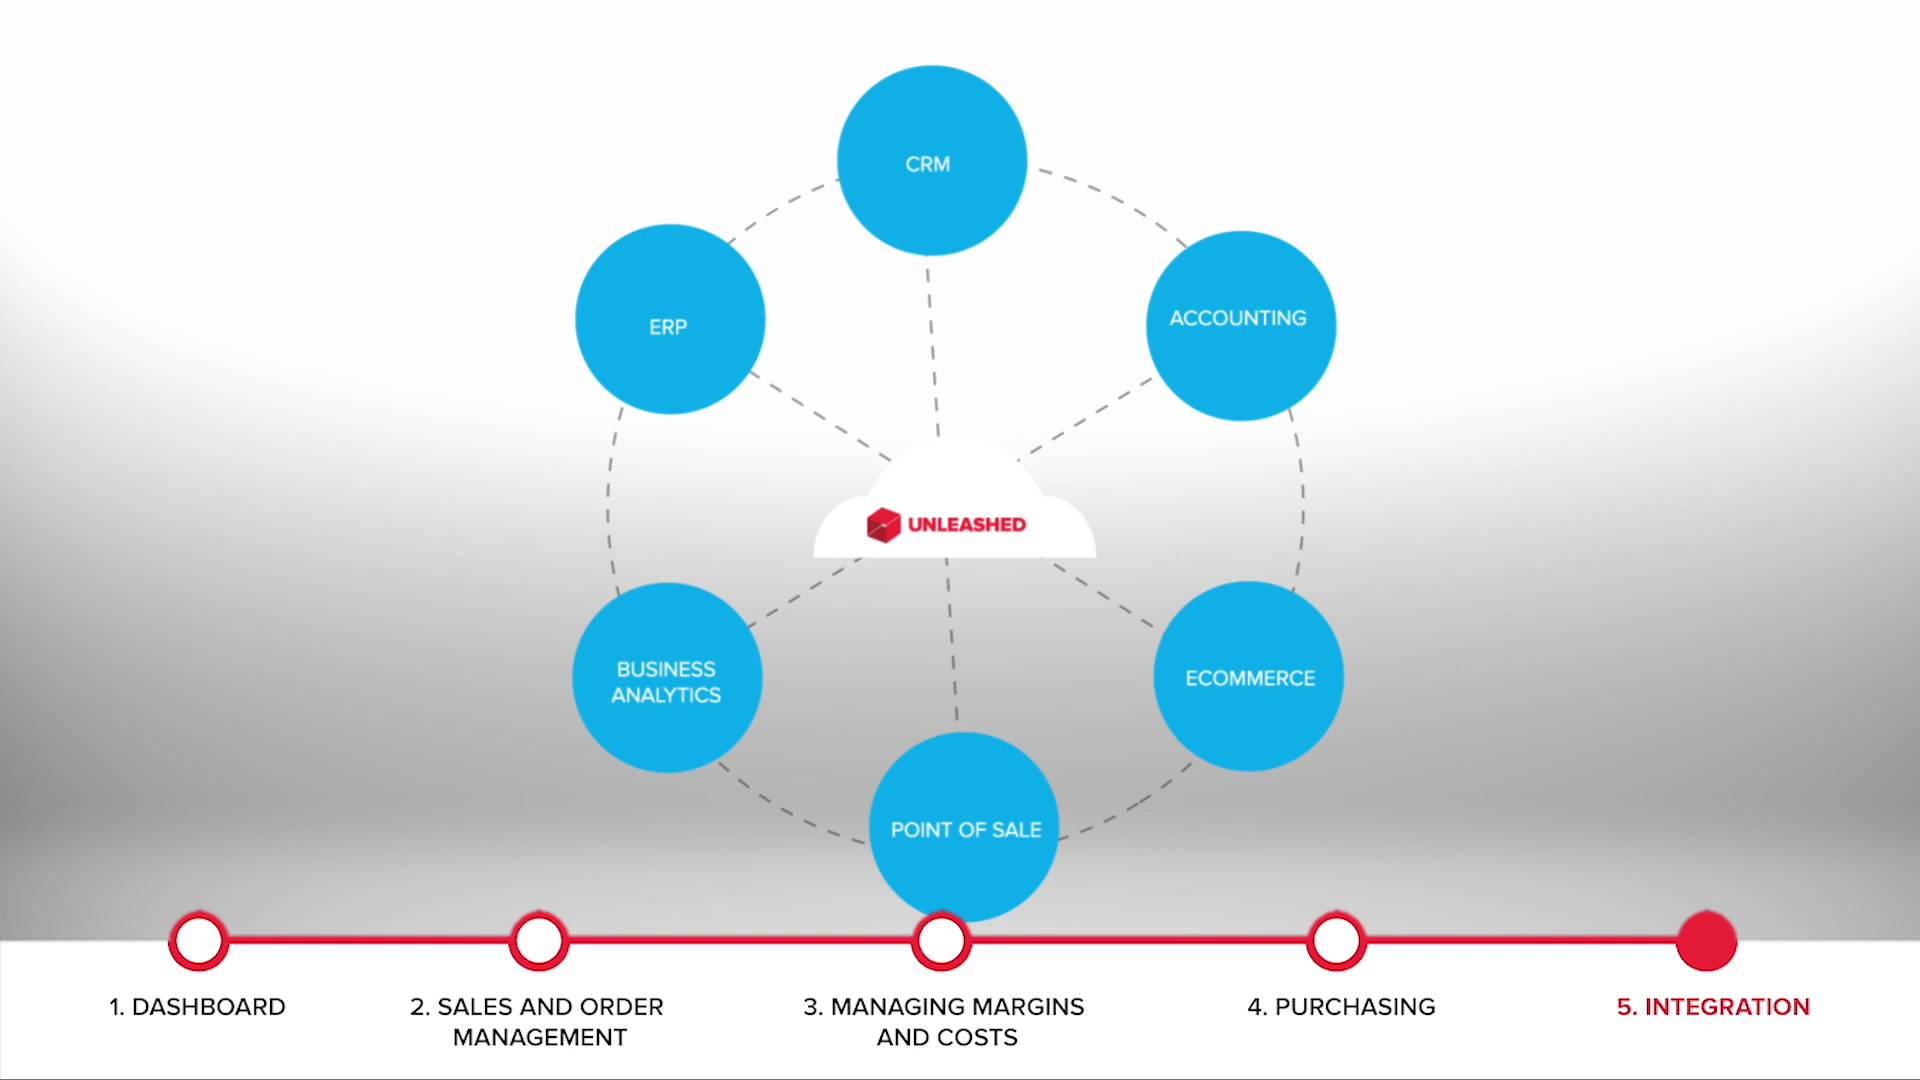 CRM
ERP
ACCOUNTING
UNLEASHED
BUSINESS
ANALYTICS
ECOMMERCE
POINT OF SALE
1. DASHBOARD
2. SALES AND ORDER
MANAGEMENT
3. MANAGING MARGINS
AND COSTS
4. PURCHASING
5. INTEGRATION